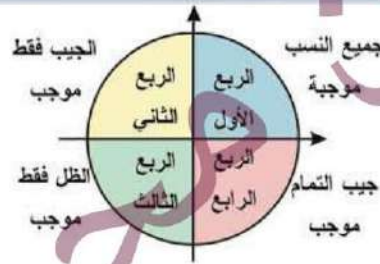 جميع النسب
موجبة
الجيب فقط
موجب
الربع
الأول
الربع
الثاني
الربع
الثالث
الربع
الرابع
الظل فقط
موجب
جيب التمام
موجب